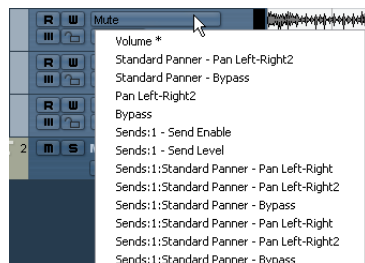 R W Mute
Volume *
R W Standard Panner - Pan Left-Right2
Standard Panner - Bypass
Pan Left-Right2
R W Bypass
Sends:1 - Send Enable
2 m S Sends:1 - Send Level
Sends:1:Standard Panner - Pan Left-Right
Sends:1:Standard Panner - Pan Left-Right2
Sends:1:Standard Panner - Bypass
Sends:1:Standard Panner - Pan Left-Right
Sends:1:Standard Panner - Pan Left-Right2
Sends:1:Standard Panner - Bypass